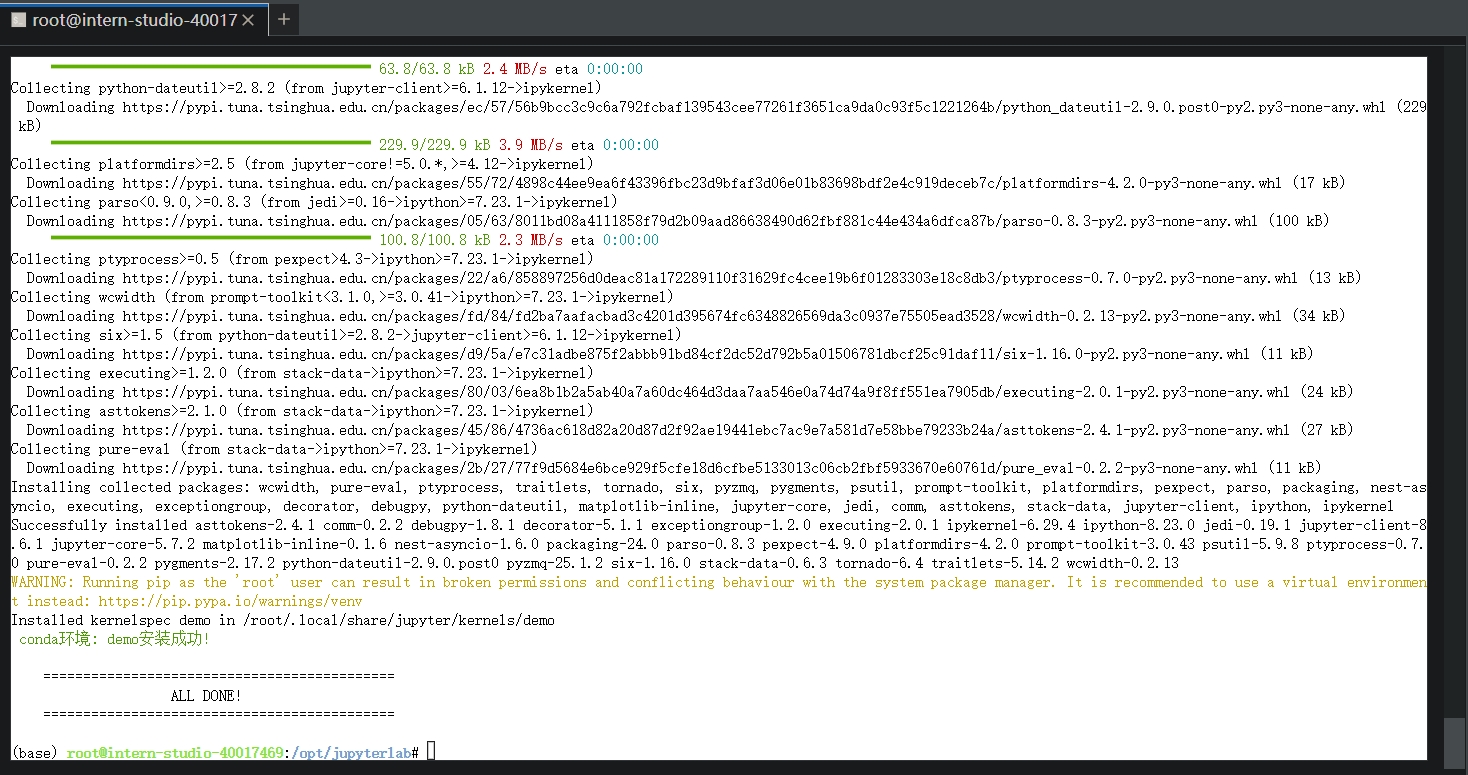 root@intern-studio-40017 × +
63.8/63.8 kB 2.4 MB/s eta 0:00:00
Collecting python-dateutil>=2.8.2 (from jupyter-client>=6.1.12->ipykernel)
Downloading https://pypi.tuna.tsinghua.edu.cn/packages/ec/57/56b9bcc3c9c6a792fcbaf139543cee77261f3651ca9da0c93f5c1221264b/python_dateutil-2.9.0.post0-py2.py3-none-any.whl (229
kB)
229.9/229.9 kB 3.9 MB/s eta 0:00:00
Collecting platformdirs>=2.5 (from jupyter-core!=5.0.*,>=4.12->ipykernel)
Downloading https://pypi.tuna.tsinghua.edu.cn/packages/55/72/4898c44ee9ea6f43396fbc23d9bfaf3d06e01b83698bdf2e4c919deceb7c/platformdirs-4.2.0-py3-none-any.whl (17 kB)
Collecting parso<0.9.0,>=0.8.3 (from jedi>=0.16->ipython>=7.23.1->ipykernel)
Downloading https://pypi.tuna.tsinghua.edu.cn/packages/05/63/8011bd08a4111858f79d2b09aad86638490d62fbf881c44e434a6dfca87b/parso-0.8.3-py2.py3-none-any.whl (100 kB)
100.8/100.8 kB 2.3 MB/s eta 0:00:00
Collecting ptyprocess>=0.5 (from pexpect>4.3->ipython>=7.23.1->ipykernel)
Downloading https://pypi.tuna.tsinghua.edu.cn/packages/22/a6/858897256d0deac81a172289110f31629fc4cee19b6f01283303e18c8db3/ptyprocess-0.7.0-py2.py3-none-any.whl (13 kB)
Collecting wcwidth (from prompt-toolkit<3.1.0,>=3.0.41->ipython>=7.23.1->ipykernel)
Downloading https://pypi.tuna.tsinghua.edu.cn/packages/fd/84/fd2ba7aafacbad3c4201d395674fc6348826569da3c0937e75505ead3528/wcwidth-0.2.13-py2.py3-none-any.whl (34 kB)
Collecting six>=1.5 (from python-dateutil>=2.8.2->jupyter-client>=6.1.12->ipykernel)
Downloading https://pypi.tuna.tsinghua.edu.cn/packages/d9/5a/e7c31adbe875f2abbb91bd84cf2dc52d792b5a01506781dbcf25c91daf11/six-1.16.0-py2.py3-none-any.whl (11 kB)
Collecting executing>=1.2.0 (from stack-data->ipython>=7.23.1->ipykernel)
Downloading https://pypi.tuna.tsinghua.edu.cn/packages/80/03/6ea8b1b2a5ab40a7a60dc464d3daa7aa546e0a74d74a9f8ff551ea7905db/executing-2.0.1-py2.py3-none-any.whl (24 kB)
Collecting asttokens>=2.1.0 (from stack-data->ipython>=7.23.1->ipykernel)
Downloading https://pypi.tuna.tsinghua.edu.cn/packages/45/86/4736ac618d82a20d87d2f92ae19441ebc7ac9e7a581d7e58bbe79233b24a/asttokens-2.4.1-py2.py3-none-any.whl (27 kB)
Collecting pure-eval (from stack-data->ipython>=7.23.1->ipykernel)
Downloading https://pypi.tuna.tsinghua.edu.cn/packages/2b/27/77f9d5684e6bce929f5cfe18d6cfbe5133013c06cb2fbf5933670e60761d/pure_eval-0.2.2-py3-none-any.whl (11 kB)
Installing collected packages: wcwidth, pure-eval, ptyprocess, traitlets, tornado, six, pyzmq, pygments, psutil, prompt-toolkit, platformdirs, pexpect, parso, packaging, nest-as
yncio, executing, exceptiongroup, decorator, debugpy, python-dateutil, matplotlib-inline, jupyter-core, jedi, comm, asttokens, stack-data, jupyter-client, ipython, ipykernel
Successfully installed asttokens-2.4.1 comm-0.2.2 debugpy-1.8.1 decorator-5.1.1 exceptiongroup-1.2.0 executing-2.0.1 ipykernel-6.29.4 ipython-8.23.0 jedi-0.19.1 jupyter-client-8
.6.1 jupyter-core-5.7.2 matplotlib-inline-0.1.6 nest-asyncio-1.6.0 packaging-24.0 parso-0.8.3 pexpect-4.9.0 platformdirs-4.2.0 prompt-toolkit-3.0.43 psutil-5.9.8 ptyprocess-0.7.
0 pure-eval-0.2.2 pygments-2.17.2 python-dateutil-2.9.0.post0 pyzmq-25.1.2 six-1.16.0 stack-data-0.6.3 tornado-6.4 traitlets-5.14.2 wcwidth-0.2.13
WARNING: Running pip as the 'root' user can result in broken permissions and conflicting behaviour with the system package manager. It is recommended to use a virtual environmen
t instead: https://pip.pypa.io/warnings/venv
Installed kernelspec demo in /root/.local/share/jupyter/kernels/demo
conda环境: demo安装成功!
============================================
ALL DONE!
============================================
(base) root@intern-studio-40017469:/opt/jupyterlab#